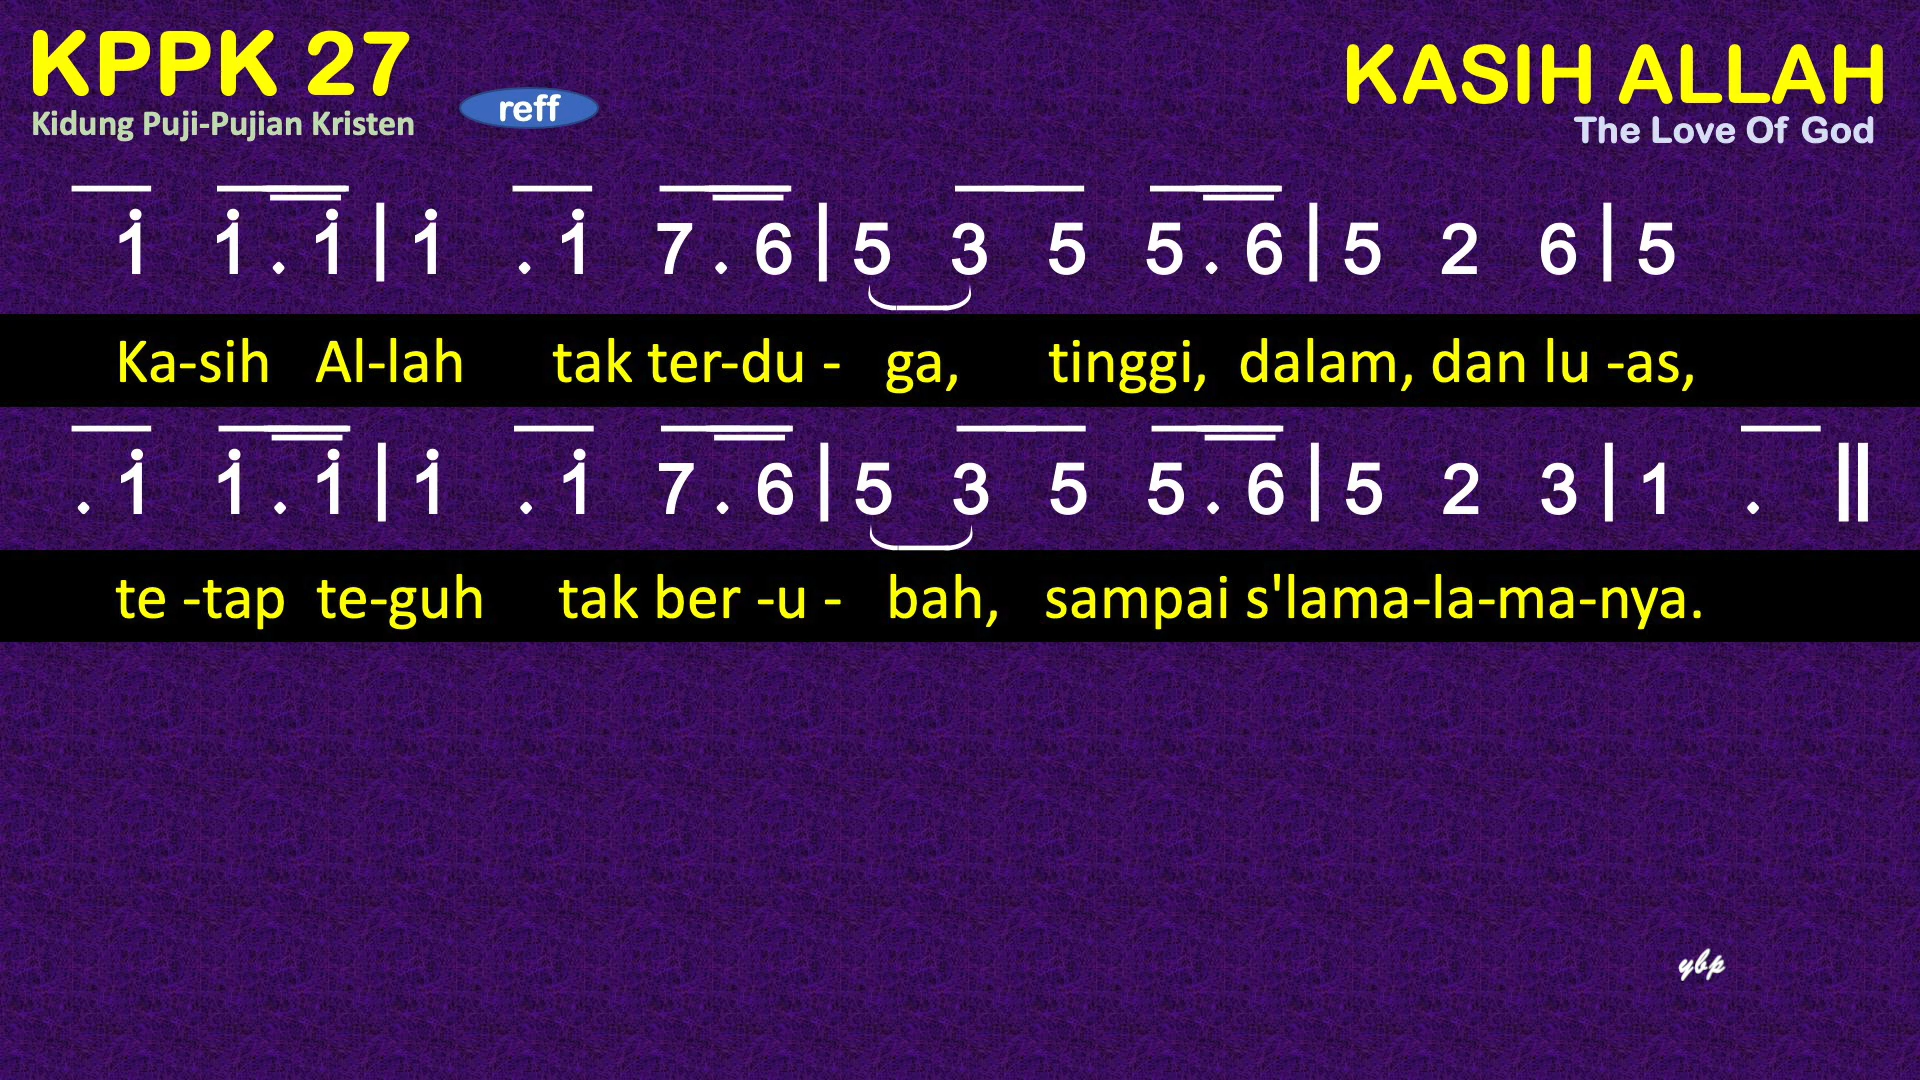 KPPK 27
Kidung Puji-Pujian Kristen
reff
KASIH ALLAH
The Love Of God
1̇ 1̇ . 1̇ | 1̇ . 1̇ 7 . 6 | 5 3 5 5 . 6 | 5 2 6 | 5
Ka-sih Al-lah tak ter-du - ga, tinggi, dalam, dan lu -as,
. 1̇ 1̇ . 1̇ | 1̇ . 1̇ 7 . 6 | 5 3 5 5 . 6 | 5 2 3 | 1 . ||
te -tap te-guh tak ber -u - bah, sampai s'lama-la-ma-nya.
ybp